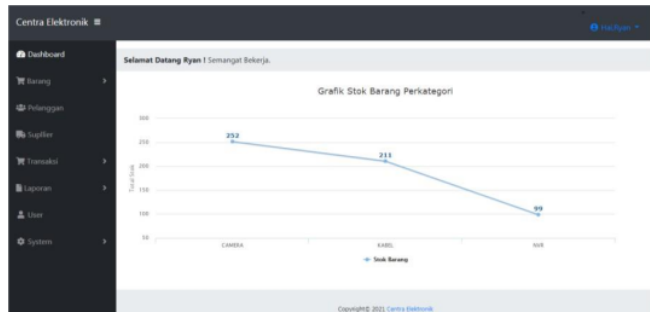 Centra Elektronik
Hai,Ryan
Dashboard
Selamat Datang Ryan ! Semangat Bekerja.
Barang
Grafik Stok Barang Perkategori
Pelanggan
300
Supllier
252
250
211
Transaksi
200
Total Stok
Laporan
150
99
User
100
System
50
CAMERA
KABEL
NVR
Stok Barang
Copyright© 2021 Centra Elektronik